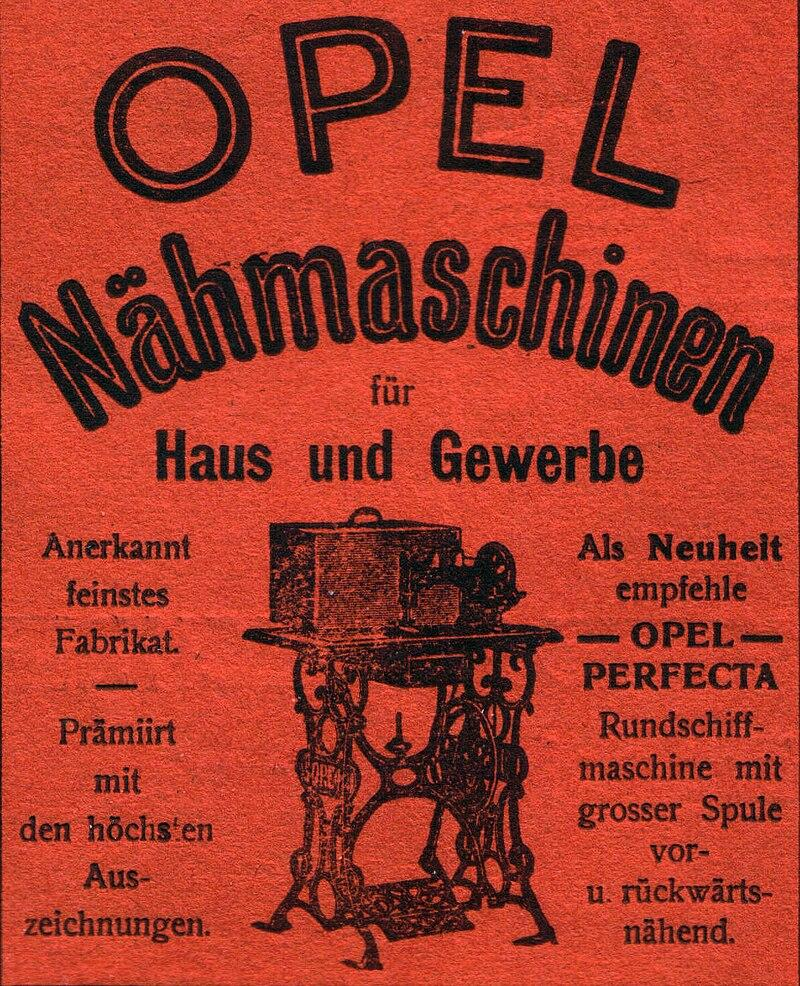 OPEL
Nähmaschinen
für
Haus und Gewerbe
Anerkannt
feinstes
Fabrikat.
—
Prämiirt
mit
den höchsten
Aus-
zeichnungen.
Als Neuheit
empfehle
— OPEL —
PERFECTA
Rundschiff-
maschine mit
grosser Spule
vor-
u. rückwärts-
nähend.
OPEL